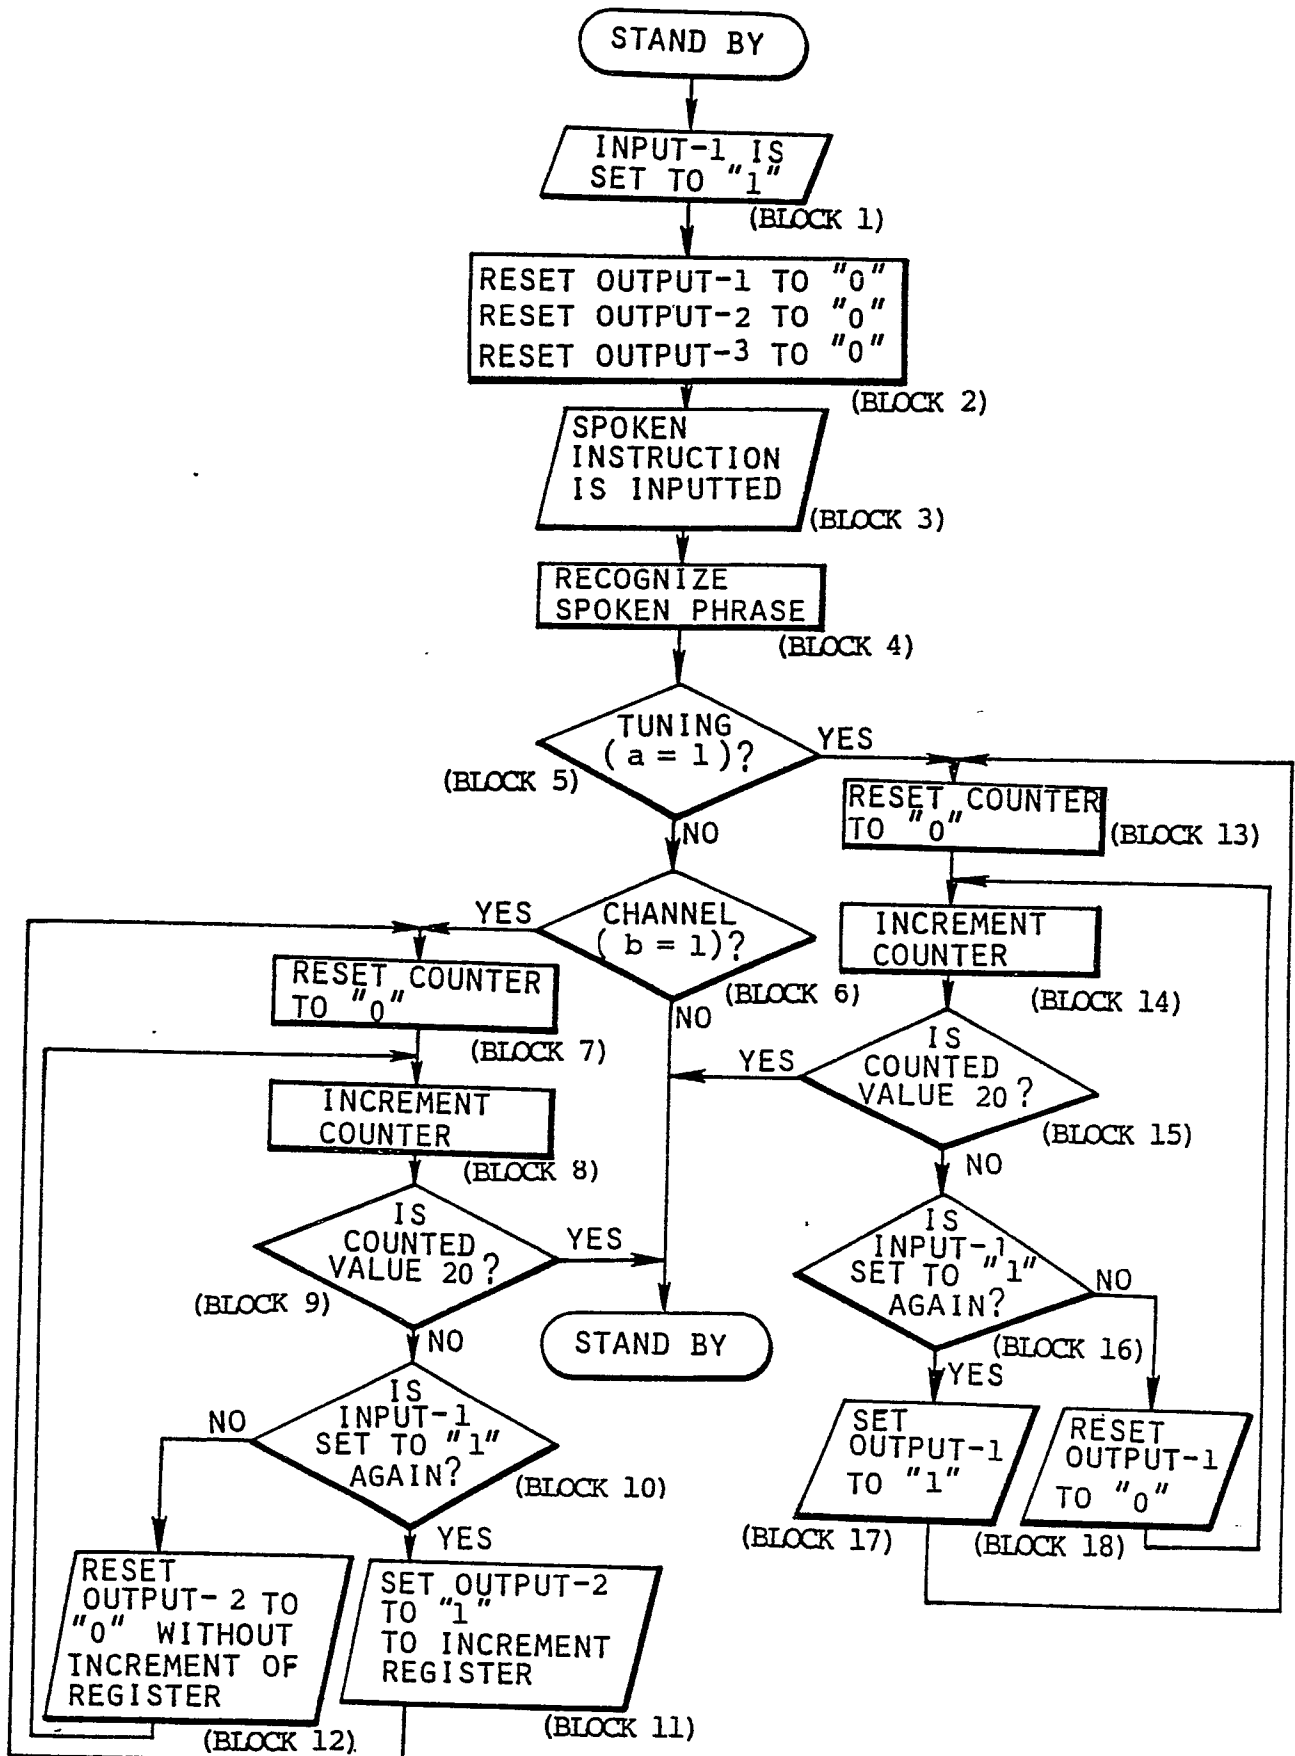 STAND BY
INPUT-1 IS
SET TO "1"
(BLOCK 1)
RESET OUTPUT-1 TO "0"
RESET OUTPUT-2 TO "0"
RESET OUTPUT-3 TO "0"
(BLOCK 2)
SPOKEN
INSTRUCTION
IS INPUTTED
(BLOCK 3)
RECOGNIZE
SPOKEN PHRASE
(BLOCK 4)
TUNING
(a = 1)?
YES
(BLOCK 5)
NO
RESET COUNTER
TO "0"
(BLOCK 13)
CHANNEL
(b = 1)?
YES
(BLOCK 6)
NO
INCREMENT
COUNTER
(BLOCK 14)
RESET COUNTER
TO "0"
(BLOCK 7)
IS
COUNTED
VALUE 20?
YES
(BLOCK 15)
NO
INCREMENT
COUNTER
(BLOCK 8)
IS
COUNTED
VALUE 20?
YES
(BLOCK 9)
NO
IS
INPUT-1
SET TO "1"
AGAIN?
NO
(BLOCK 16)
YES
STAND BY
IS
INPUT-1
SET TO "1"
AGAIN?
NO
(BLOCK 10)
YES
SET
OUTPUT-1
TO "1"
(BLOCK 17)
RESET
OUTPUT-1
TO "0"
(BLOCK 18)
RESET
OUTPUT-2 TO
"0" WITHOUT
INCREMENT OF
REGISTER
(BLOCK 12)
SET OUTPUT-2
TO "1"
TO INCREMENT
REGISTER
(BLOCK 11)